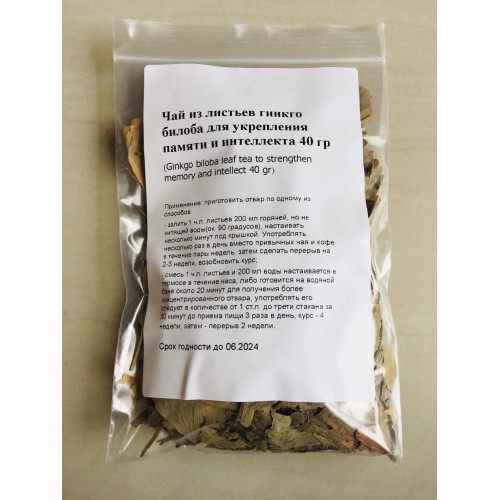 Чай из листьев гинкго
билоба для укрепления
памяти и интеллекта 40 гр
(Ginkgo biloba leaf tea to strengthen
memory and intellect 40 gr)
Применение: приготовить отвар по одному из
способов
- залить 1 ч.л. листьев 200 мл горячей, но не
кипящей воды(ок. 90 градусов), настаивать
несколько минут под крышкой. Употреблять
несколько раз в день вместо привычных чая и кофе
в течение пары недель, затем сделать перерыв на
2-3 недели, возобновить курс;
- смесь 1 ч.л. листьев и 200 мл воды настаивается в
термосе в течение часа, либо готовится на водяной
бане около 20 минут для получения более
концентрированного отвара, употреблять его
следует в количестве от 1 ст.л. до трети стакана за
30 минут до приема пищи 3 раза в день, курс - 4
недели, затем - перерыв 2 недели.
Срок годности до 06.2024